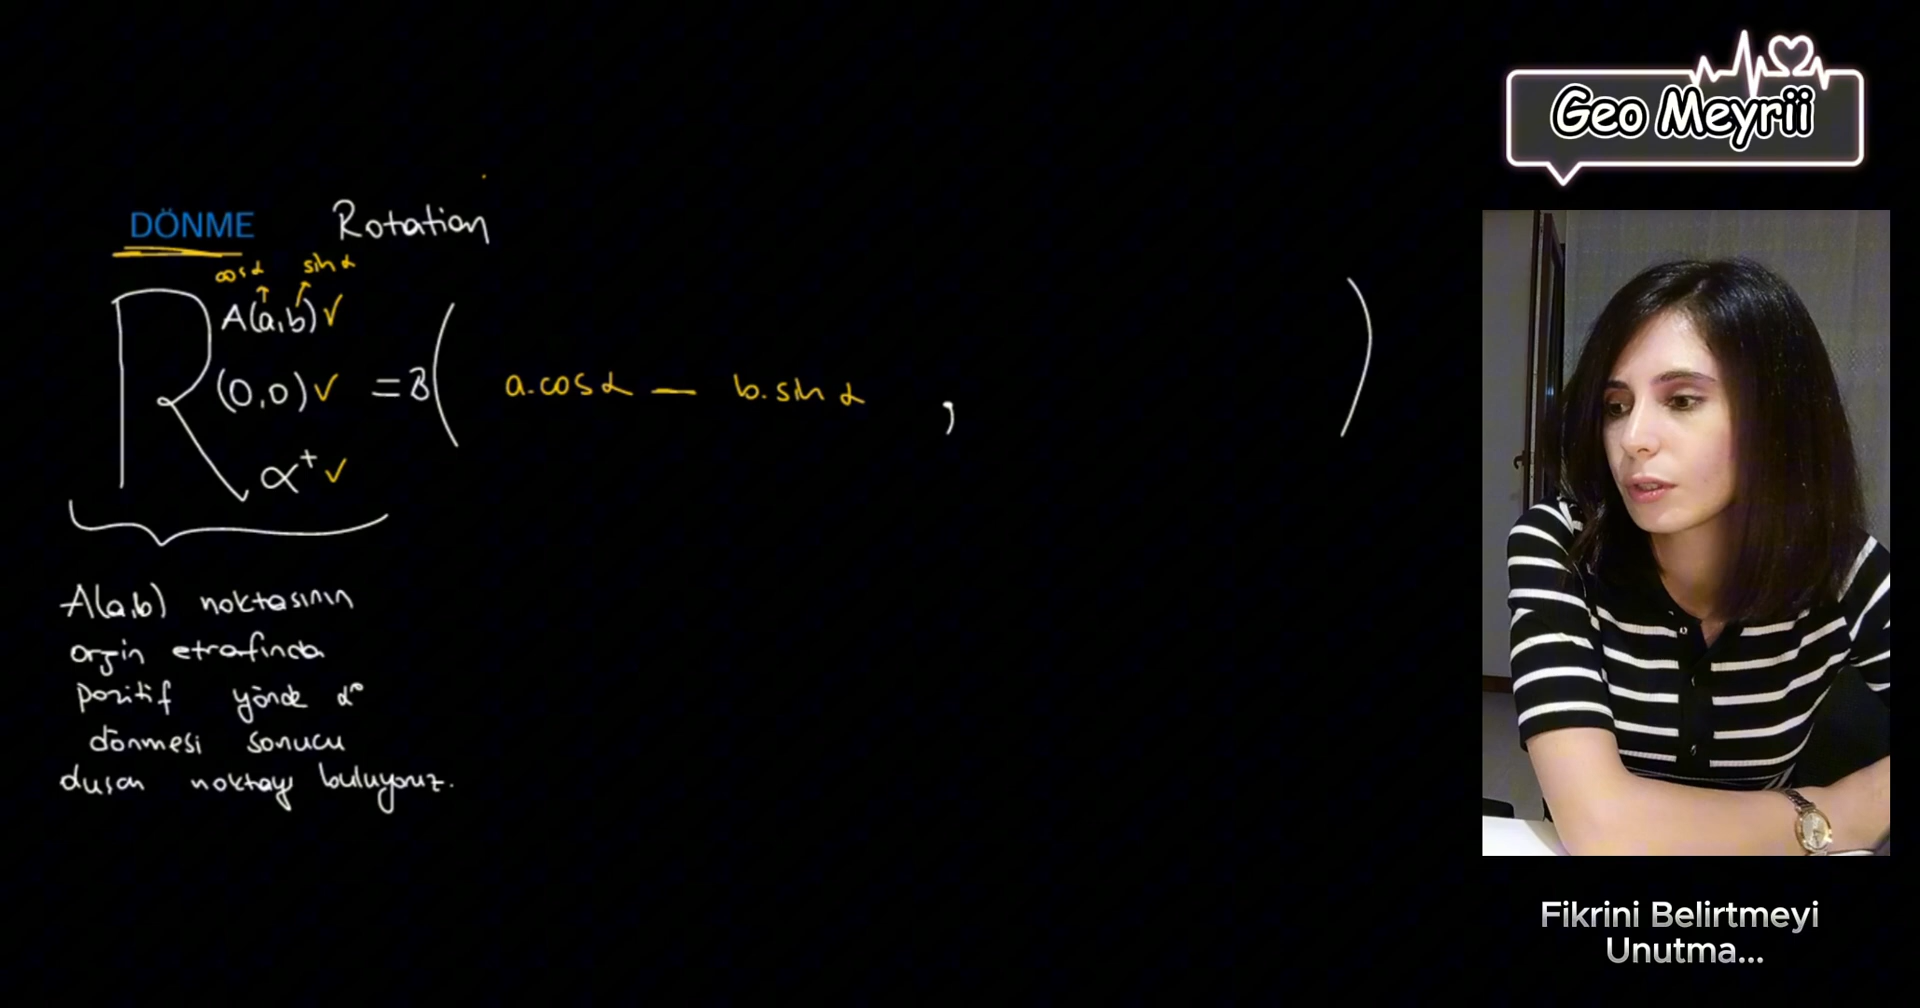 Geo Meyrii
DÖNME Rotation
cos α sin α
A(a,b) ✓
R (0,0) ✓ = B( a.cos α — b.sin α , )
α⁺ ✓
A(a,b) noktasının
orjin etrafında
pozitif yönde α°
dönmesi sonucu
düşen noktayı buluyoruz.
Fikrini Belirtmeyi
Unutma...